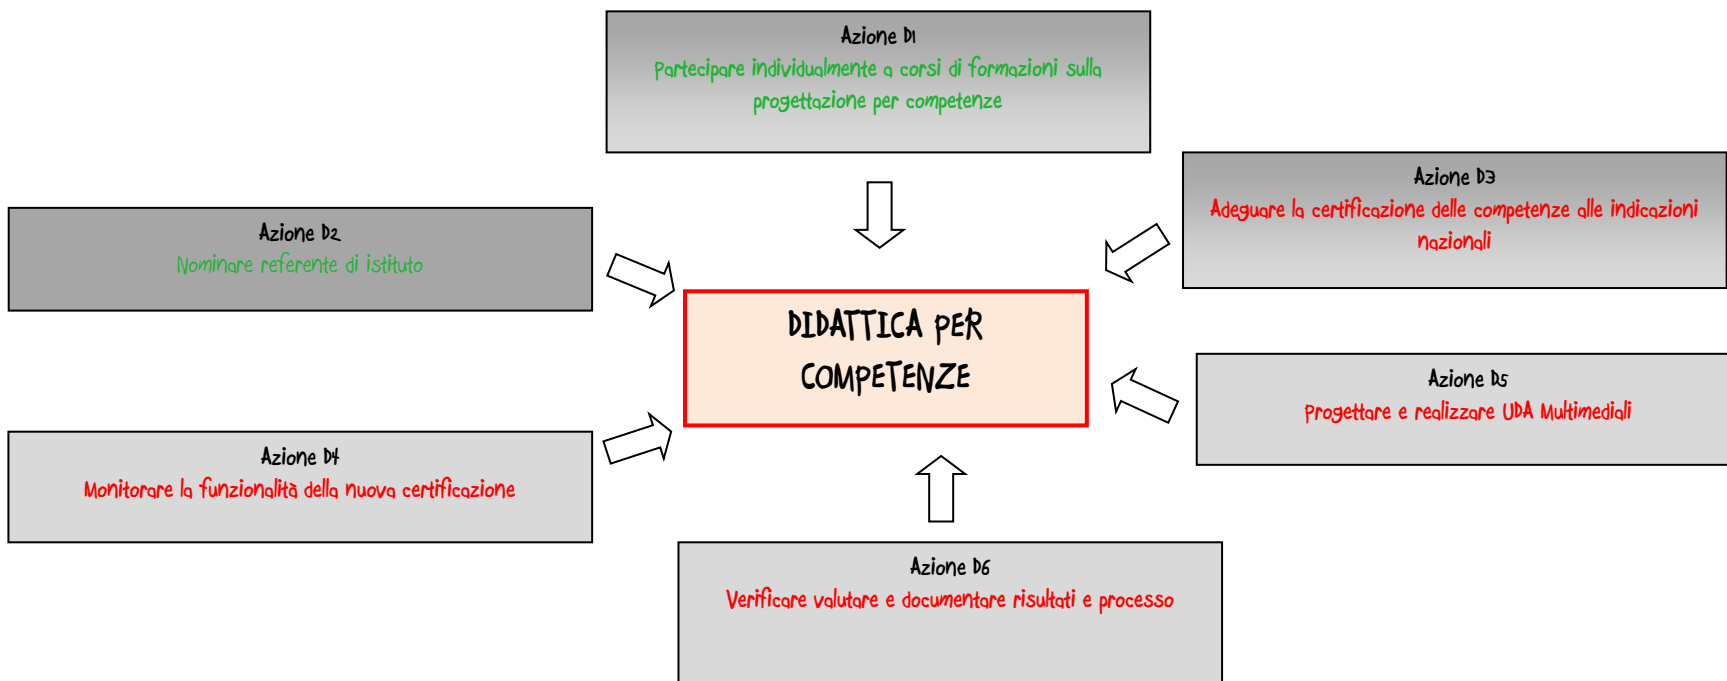 Azione D1
Partecipare individualmente a corsi di formazioni sulla
progettazione per competenze
Azione D3
Adeguare la certificazione delle competenze alle indicazioni
nazionali
Azione D2
Nominare referente di istituto
DIDATTICA PER
COMPETENZE
Azione D5
Progettare e realizzare UDA Multimediali
Azione D4
Monitorare la funzionalità della nuova certificazione
Azione D6
Verificare valutare e documentare risultati e processo